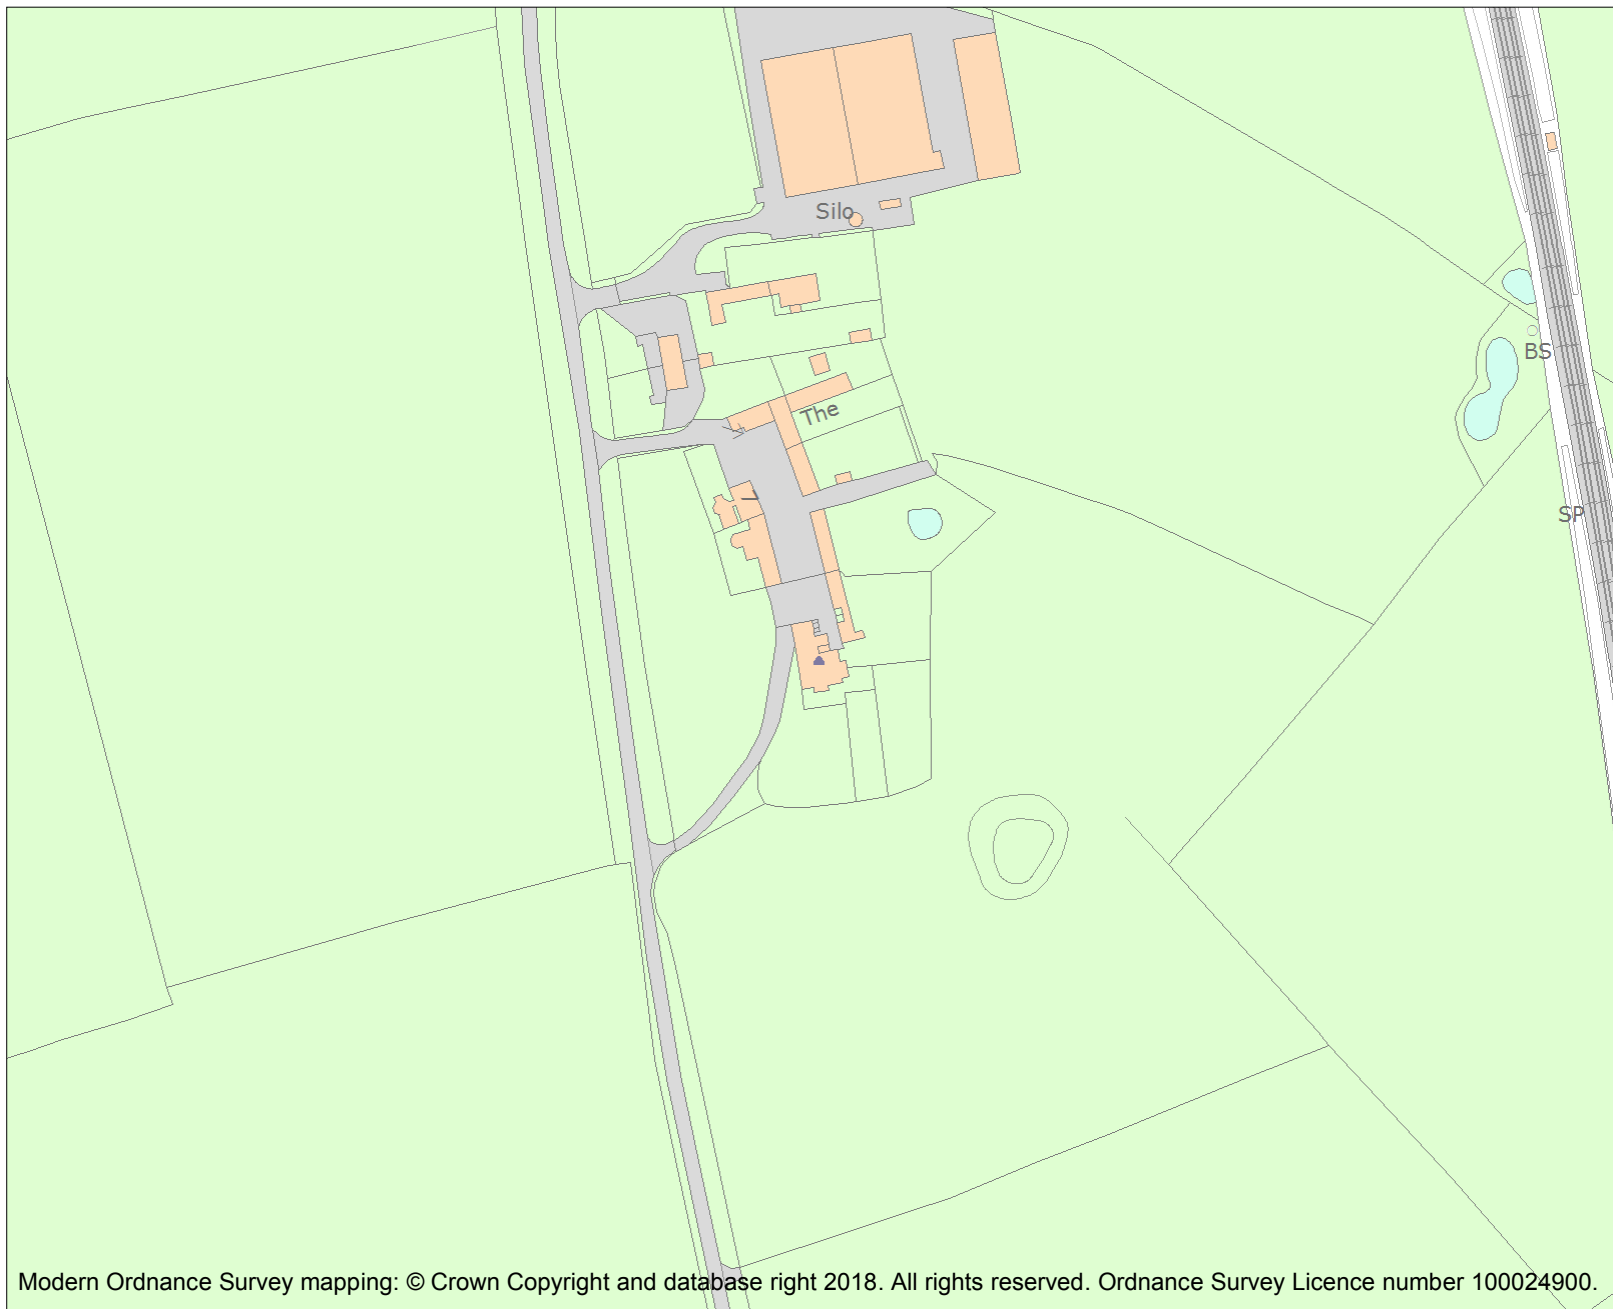 Silo
BS
The
7
SP
Modern Ordnance Survey mapping: © Crown Copyright and database right 2018. All rights reserved. Ordnance Survey Licence number 100024900.